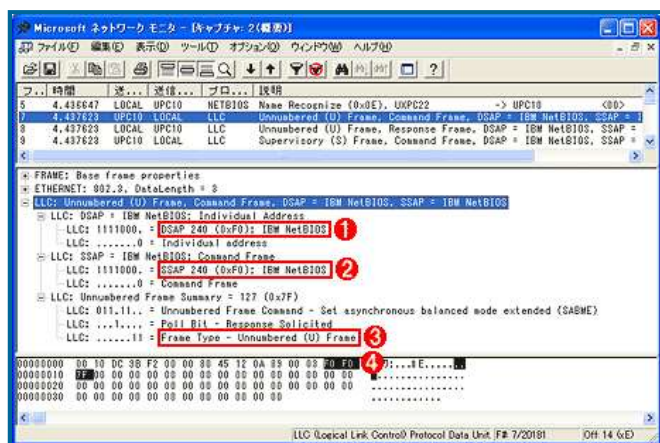 Microsoft ネットワーク モニタ - [キャプチャ: 2(概要)]
ファイル(F) 編集(E) 表示(D) ツール(T) オプション(O) ウィンドウ(W) ヘルプ(H)
フ... 時間 送... 送信... プロ... 説明
6 4.436647 LOCAL UPC10 NETBIOS Name Recognize (0x0E), UXPC22 -> UPC10 <00>
7 4.437623 UPC10 LOCAL LLC Unnumbered (U) Frame, Command Frame, DSAP = IBM NetBIOS, SSAP = I
8 4.437623 LOCAL UPC10 LLC Unnumbered (U) Frame, Response Frame, DSAP = IBM NetBIOS, SSAP =
9 4.437623 UPC10 LOCAL LLC Supervisory (S) Frame, Command Frame, DSAP = IBM NetBIOS, SSAP =
FRAME: Base frame properties
ETHERNET: 802.3, DataLength = 3
LLC: Unnumbered (U) Frame, Command Frame, DSAP = IBM NetBIOS, SSAP = IBM NetBIOS
LLC: DSAP = IBM NetBIOS: Individual Address
LLC: 1111000. = DSAP 240 (0xF0): IBM NetBIOS 1
LLC: .......0 = Individual address
LLC: SSAP = IBM NetBIOS: Command Frame
LLC: 1111000. = SSAP 240 (0xF0): IBM NetBIOS 2
LLC: .......0 = Command Frame
LLC: Unnumbered Frame Summary = 127 (0x7F)
LLC: 011.11.. = Unnumbered Frame Command - Set asynchronous balanced mode extended (SABME)
LLC: ...1.... = Poll Bit - Response Solicited
LLC: ......11 = Frame Type - Unnumbered (U) Frame 3
00000000 00 10 DC 3B F2 00 00 80 45 12 0A 89 00 03 F0 F0 4
00000010 7F 00 00 00 00 00 00 00 00 00 00 00 00 00 00 00 ..............
00000020 00 00 00 00 00 00 00 00 00 00 00 00 00 00 00 00 ..............
00000030 00 00 00 00 00 00 00 00 00 00 00 00 ............
LLC (Logical Link Control) Protocol Data Unit F#: 7/20181 Off: 14 (xE)